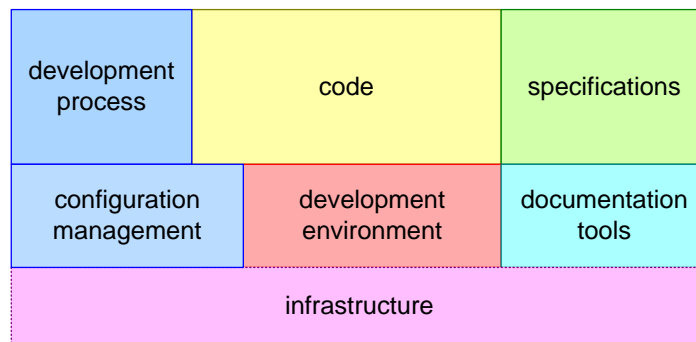 development
process
code
specifications
configuration
management
development
environment
documentation
tools
infrastructure